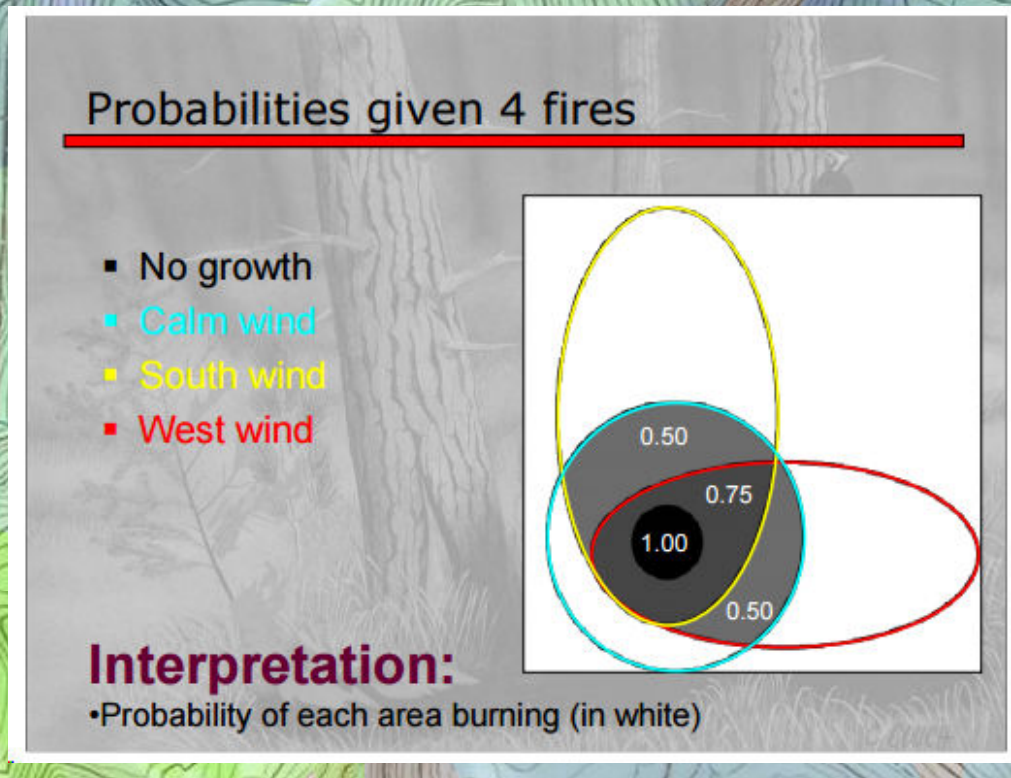 Probabilities given 4 fires
▪ No growth
▪ Calm wind
▪ South wind
▪ West wind
0.50
0.75
1.00
0.50
Interpretation:
•Probability of each area burning (in white)